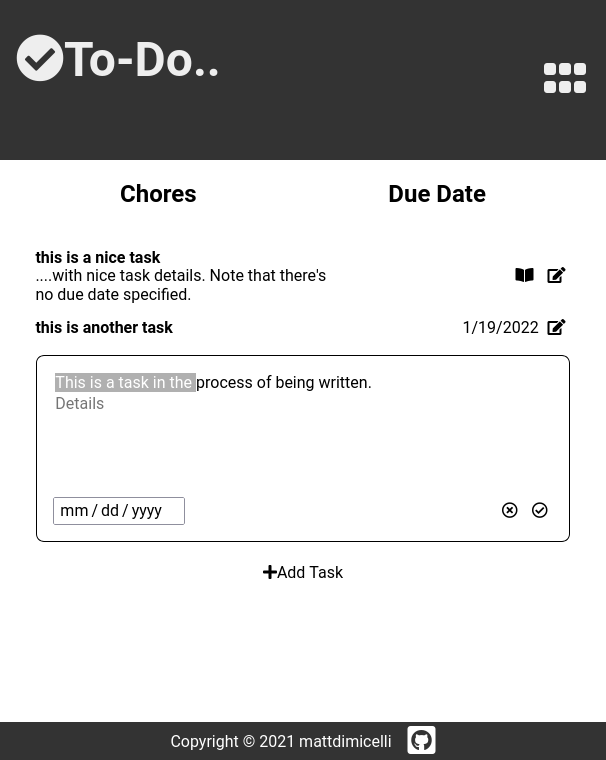 To-Do..
Chores Due Date
this is a nice task
....with nice task details. Note that there's
no due date specified.
this is another task 1/19/2022
This is a task in the process of being written.
Details
mm / dd / yyyy
Add Task
Copyright © 2021 mattdimicelli